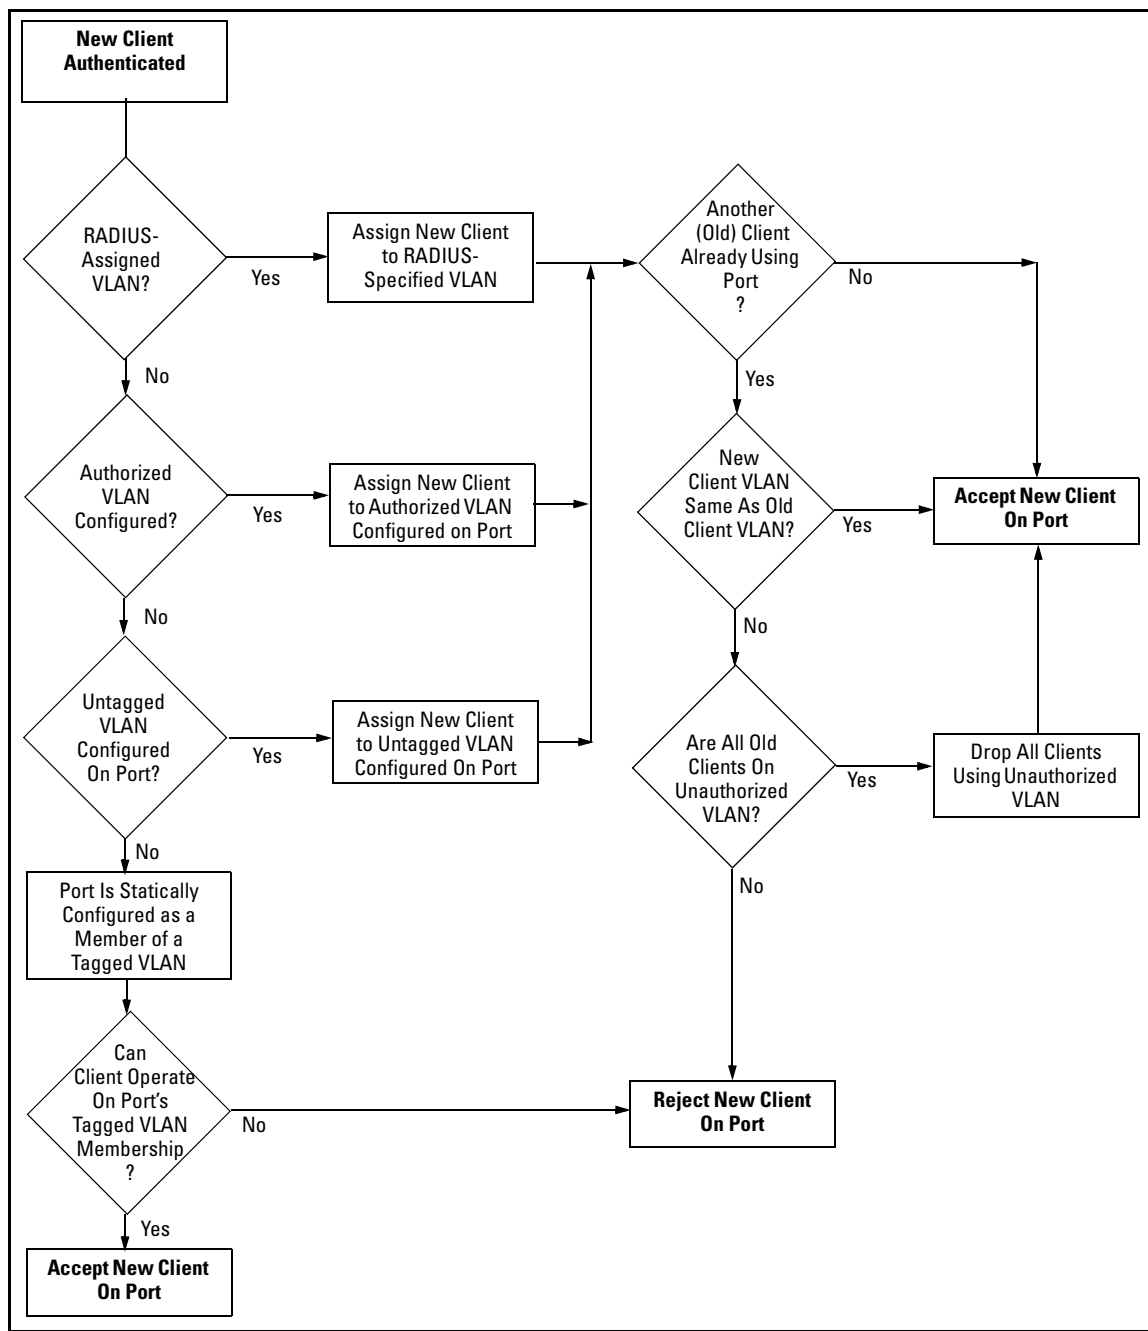 New Client
Authenticated
RADIUS-
Assigned
VLAN?
Yes
Assign New Client
to RADIUS-
Specified VLAN
Another
(Old) Client
Already Using
Port
?
No
No
Yes
Authorized
VLAN
Configured?
Yes
Assign New Client
to Authorized VLAN
Configured on Port
New
Client VLAN
Same As Old
Client VLAN?
Yes
Accept New Client
On Port
No
No
Untagged
VLAN
Configured
On Port?
Yes
Assign New Client
to Untagged VLAN
Configured On Port
Are All Old
Clients On
Unauthorized
VLAN?
Yes
Drop All Clients
Using Unauthorized
VLAN
No
No
Port Is Statically
Configured as a
Member of a
Tagged VLAN
Can
Client Operate
On Port's
Tagged VLAN
Membership
?
No
Reject New Client
On Port
Yes
Accept New Client
On Port